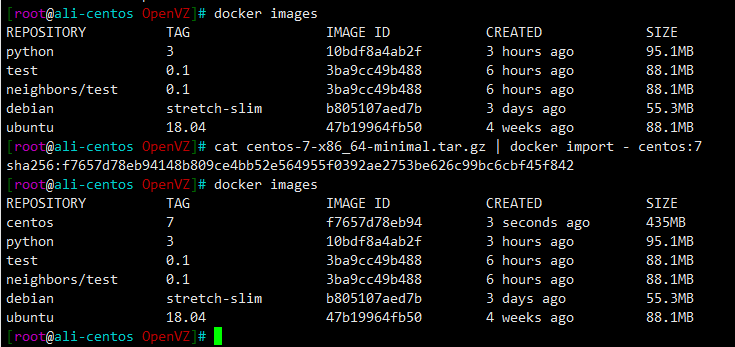 [root@ali-centos OpenVZ]# docker images
REPOSITORY TAG IMAGE ID CREATED SIZE
python 3 10bdf8a4ab2f 3 hours ago 95.1MB
test 0.1 3ba9cc49b488 6 hours ago 88.1MB
neighbors/test 0.1 3ba9cc49b488 6 hours ago 88.1MB
debian stretch-slim b805107aed7b 3 days ago 55.3MB
ubuntu 18.04 47b19964fb50 4 weeks ago 88.1MB
[root@ali-centos OpenVZ]# cat centos-7-x86_64-minimal.tar.gz | docker import - centos:7
sha256:f7657d78eb94148b809ce4bb52e564955f0392ae2753be626c99bc6cbf45f842
[root@ali-centos OpenVZ]# docker images
REPOSITORY TAG IMAGE ID CREATED SIZE
centos 7 f7657d78eb94 3 seconds ago 435MB
python 3 10bdf8a4ab2f 3 hours ago 95.1MB
test 0.1 3ba9cc49b488 6 hours ago 88.1MB
neighbors/test 0.1 3ba9cc49b488 6 hours ago 88.1MB
debian stretch-slim b805107aed7b 3 days ago 55.3MB
ubuntu 18.04 47b19964fb50 4 weeks ago 88.1MB
[root@ali-centos OpenVZ]#